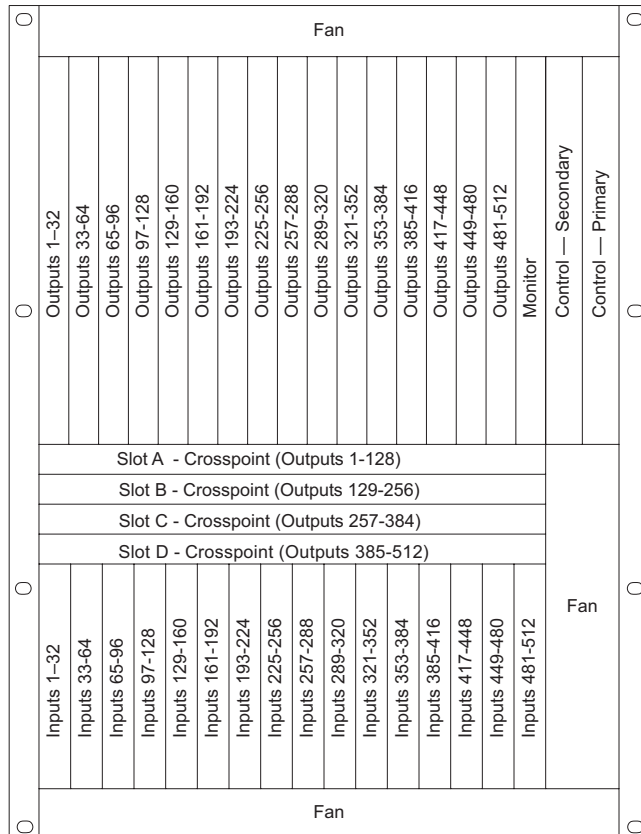 Fan
Outputs 1–32
Outputs 33-64
Outputs 65-96
Outputs 97-128
Outputs 129-160
Outputs 161-192
Outputs 193-224
Outputs 225-256
Outputs 257-288
Outputs 289-320
Outputs 321-352
Outputs 353-384
Outputs 385-416
Outputs 417-448
Outputs 449-480
Outputs 481-512
Monitor
Control — Secondary
Control — Primary
Slot A - Crosspoint (Outputs 1-128)
Slot B - Crosspoint (Outputs 129-256)
Slot C - Crosspoint (Outputs 257-384)
Slot D - Crosspoint (Outputs 385-512)
Inputs 1–32
Inputs 33-64
Inputs 65-96
Inputs 97-128
Inputs 129-160
Inputs 161-192
Inputs 193-224
Inputs 225-256
Inputs 257-288
Inputs 289-320
Inputs 321-352
Inputs 353-384
Inputs 385-416
Inputs 417-448
Inputs 449-480
Inputs 481-512
Fan
Fan